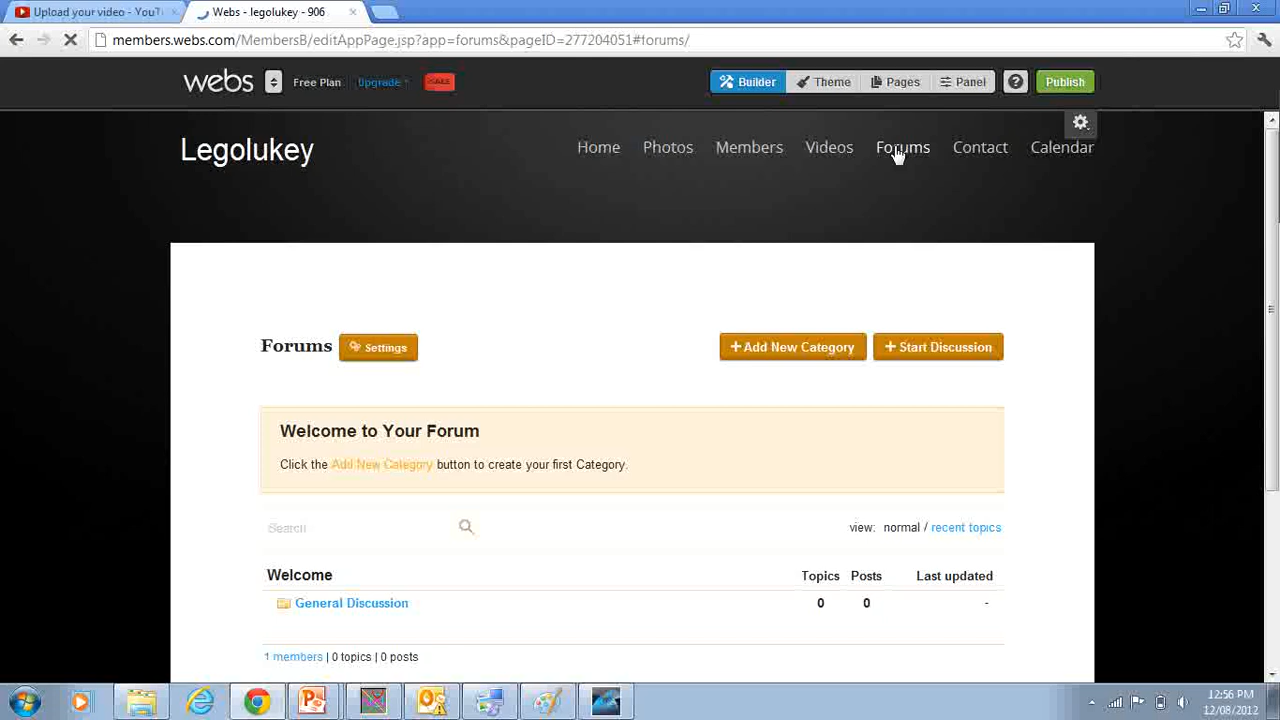 Upload your video - YouT
Webs - legolukey - 906
members.webs.com/MembersB/editAppPage.jsp?app=forums&pageID=277204051#forums/
webs Free Plan Upgrade SALE Builder Theme Pages Panel ? Publish
Legolukey Home Photos Members Videos Forums Contact Calendar
Forums Settings + Add New Category + Start Discussion
Welcome to Your Forum
Click the Add New Category button to create your first Category.
Search view: normal / recent topics
Welcome Topics Posts Last updated
General Discussion 0 0 -
1 members | 0 topics | 0 posts
12:56 PM
12/08/2012